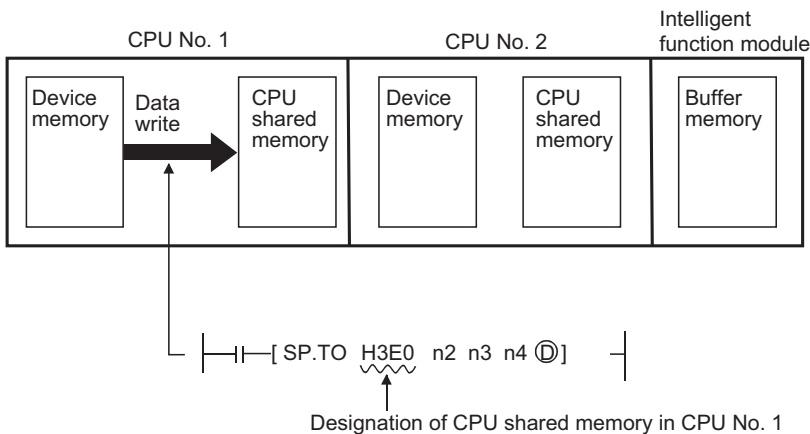 CPU No. 1
CPU No. 2
Intelligent
function module
Device
memory
Data
write
CPU
shared
memory
Device
memory
CPU
shared
memory
Buffer
memory
[ SP.TO H3E0 n2 n3 n4 Ⓓ]
Designation of CPU shared memory in CPU No. 1